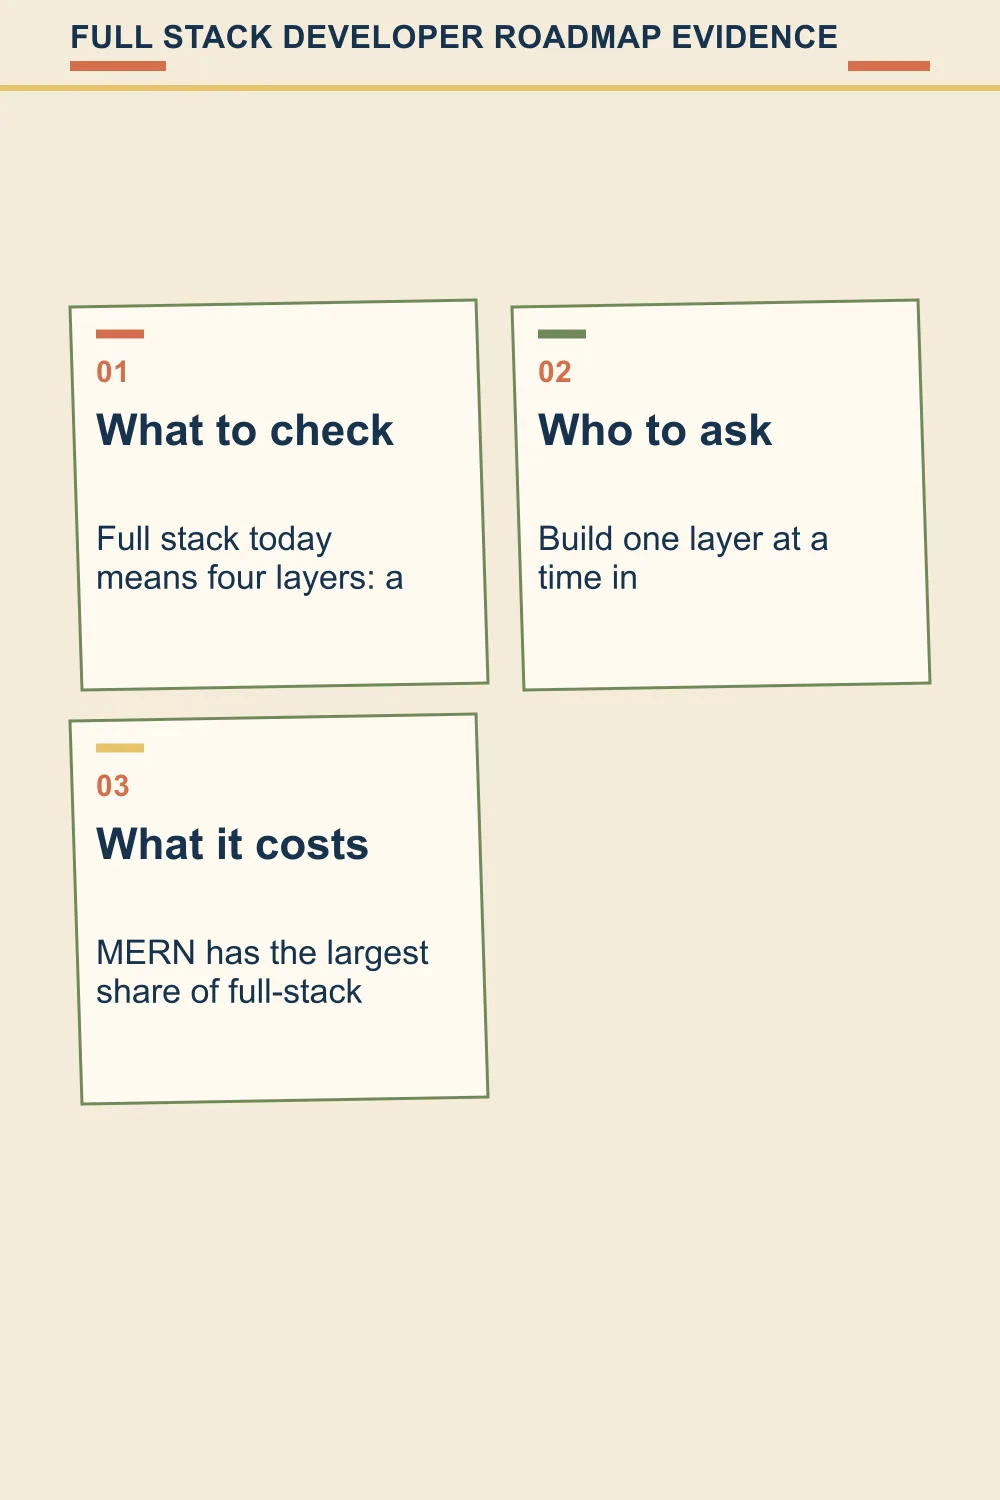 FULL STACK DEVELOPER ROADMAP EVIDENCE
01
What to check
Full stack today
means four layers: a
02
Who to ask
Build one layer at a
time in
03
What it costs
MERN has the largest
share of full-stack